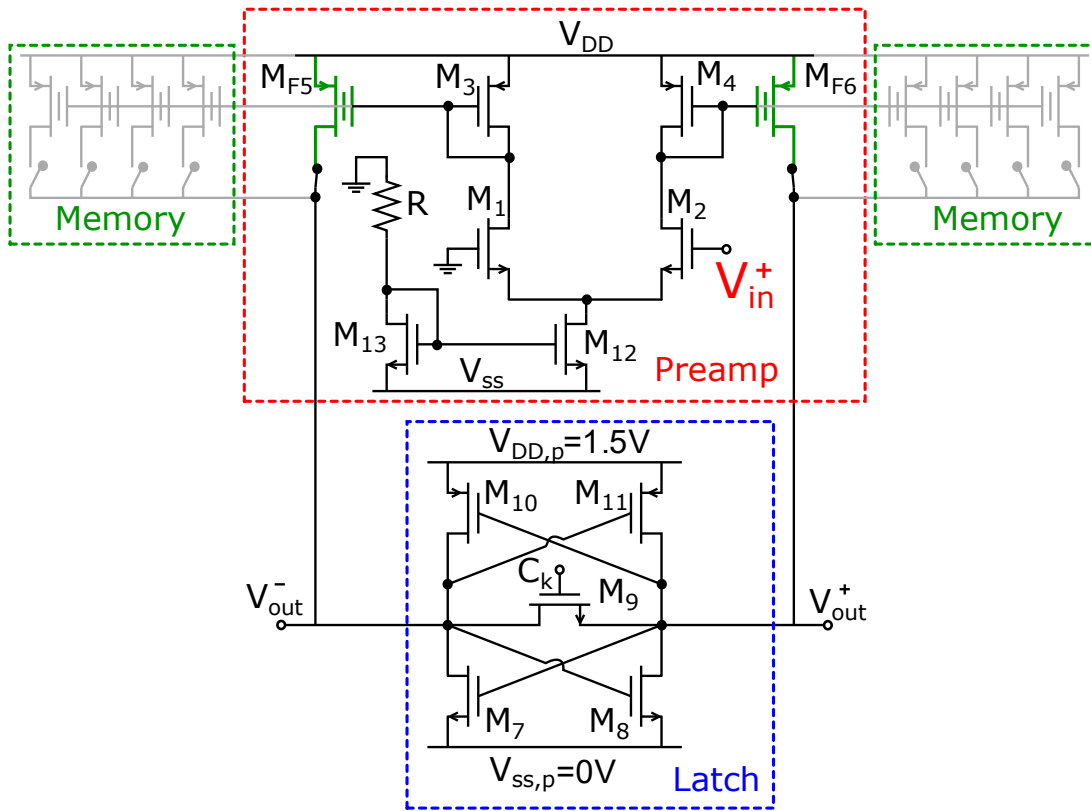 V_DD
M_F5
M_3
M_4
M_F6
Memory
R
M_1
M_2
Memory
V_in^+
M_13
M_12
V_ss
Preamp
V_DD,p=1.5V
M_10
M_11
C_k
M_9
V_out^-
V_out^+
M_7
M_8
V_ss,p=0V
Latch